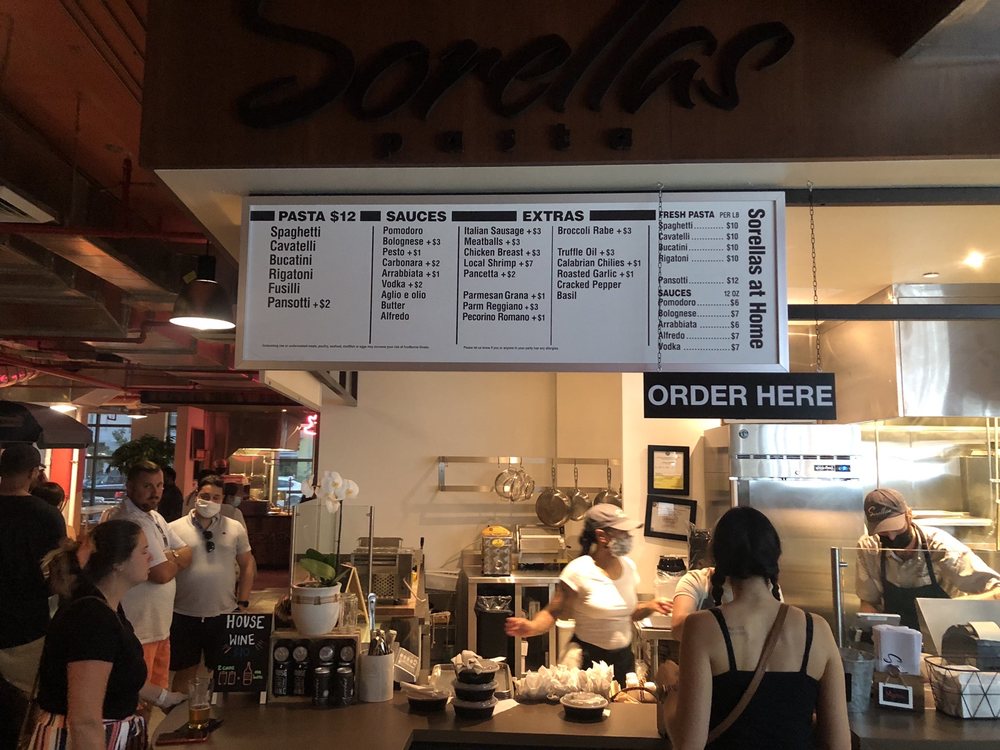 Sorellas
pasta
PASTA $12
Spaghetti
Cavatelli
Bucatini
Rigatoni
Fusilli
Pansotti +$2
SAUCES
Pomodoro
Bolognese +$3
Pesto +$1
Carbonara +$2
Arrabbiata +$1
Vodka +$2
Aglio e olio
Butter
Alfredo
EXTRAS
Italian Sausage +$3
Meatballs +$3
Chicken Breast +$3
Local Shrimp +$7
Pancetta +$2
Parmesan Grana +$1
Parm Reggiano +$3
Pecorino Romano +$1
Broccoli Rabe +$3
Truffle Oil +$3
Calabrian Chilies +$1
Roasted Garlic +$1
Cracked Pepper
Basil
FRESH PASTA PER LB
Spaghetti ........... $10
Cavatelli ............ $10
Bucatini ............ $10
Rigatoni ............ $10
Pansotti ............ $12
SAUCES 12 OZ
Pomodoro ........... $6
Bolognese ........... $7
Arrabbiata ........... $6
Alfredo ............... $7
Vodka ................. $7
Sorellas at Home
ORDER HERE
HOUSE
WINE